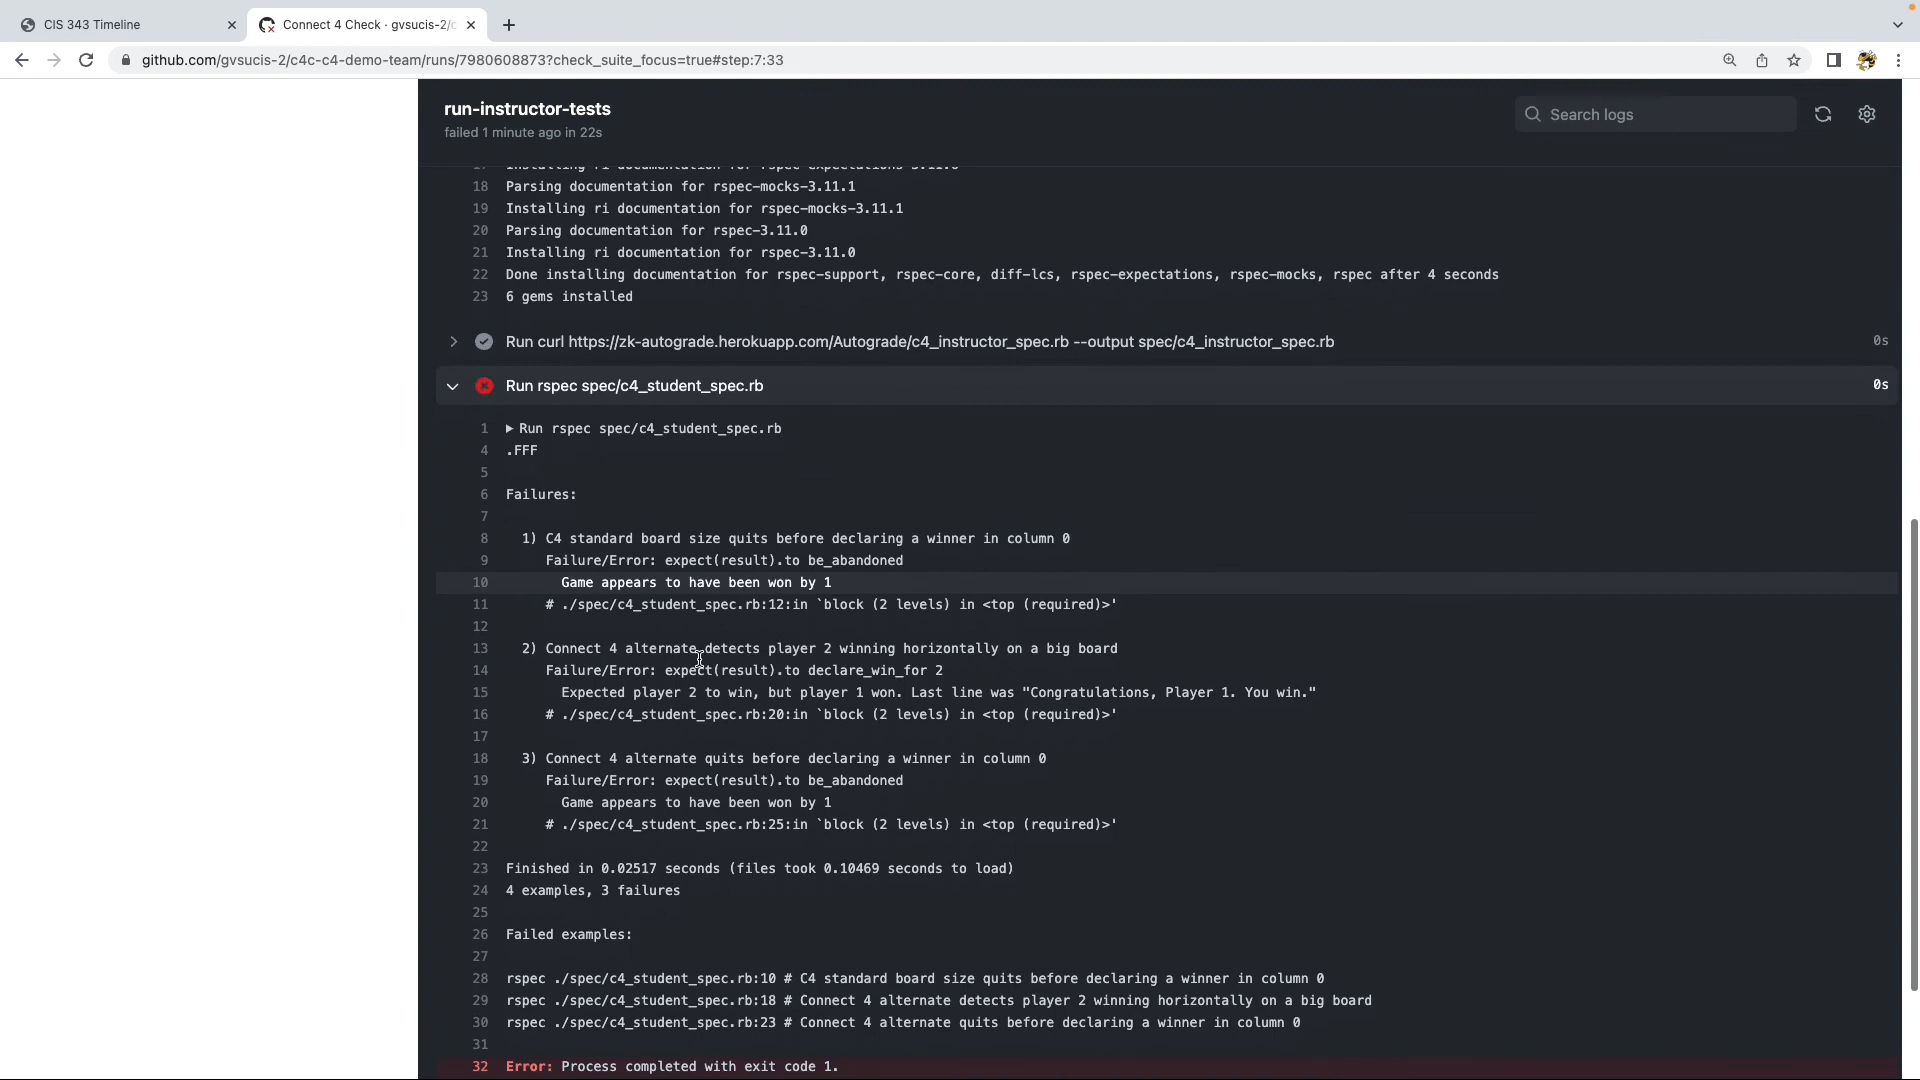 CIS 343 Timeline
Connect 4 Check · gvsucis-2/c
github.com/gvsucis-2/c4c-c4-demo-team/runs/7980608873?check_suite_focus=true#step:7:33
run-instructor-tests
failed 1 minute ago in 22s
Search logs
17 Installing ri documentation for rspec-expectations-3.11.0
18 Parsing documentation for rspec-mocks-3.11.1
19 Installing ri documentation for rspec-mocks-3.11.1
20 Parsing documentation for rspec-3.11.0
21 Installing ri documentation for rspec-3.11.0
22 Done installing documentation for rspec-support, rspec-core, diff-lcs, rspec-expectations, rspec-mocks, rspec after 4 seconds
23 6 gems installed
Run curl https://zk-autograde.herokuapp.com/Autograde/c4_instructor_spec.rb --output spec/c4_instructor_spec.rb 0s
Run rspec spec/c4_student_spec.rb 0s
1 ▶ Run rspec spec/c4_student_spec.rb
4 .FFF
5
6 Failures:
7
8 1) C4 standard board size quits before declaring a winner in column 0
9 Failure/Error: expect(result).to be_abandoned
10 Game appears to have been won by 1
11 # ./spec/c4_student_spec.rb:12:in `block (2 levels) in <top (required)>'
12
13 2) Connect 4 alternate detects player 2 winning horizontally on a big board
14 Failure/Error: expect(result).to declare_win_for 2
15 Expected player 2 to win, but player 1 won. Last line was "Congratulations, Player 1. You win."
16 # ./spec/c4_student_spec.rb:20:in `block (2 levels) in <top (required)>'
17
18 3) Connect 4 alternate quits before declaring a winner in column 0
19 Failure/Error: expect(result).to be_abandoned
20 Game appears to have been won by 1
21 # ./spec/c4_student_spec.rb:25:in `block (2 levels) in <top (required)>'
22
23 Finished in 0.02517 seconds (files took 0.10469 seconds to load)
24 4 examples, 3 failures
25
26 Failed examples:
27
28 rspec ./spec/c4_student_spec.rb:10 # C4 standard board size quits before declaring a winner in column 0
29 rspec ./spec/c4_student_spec.rb:18 # Connect 4 alternate detects player 2 winning horizontally on a big board
30 rspec ./spec/c4_student_spec.rb:23 # Connect 4 alternate quits before declaring a winner in column 0
31
32 Error: Process completed with exit code 1.